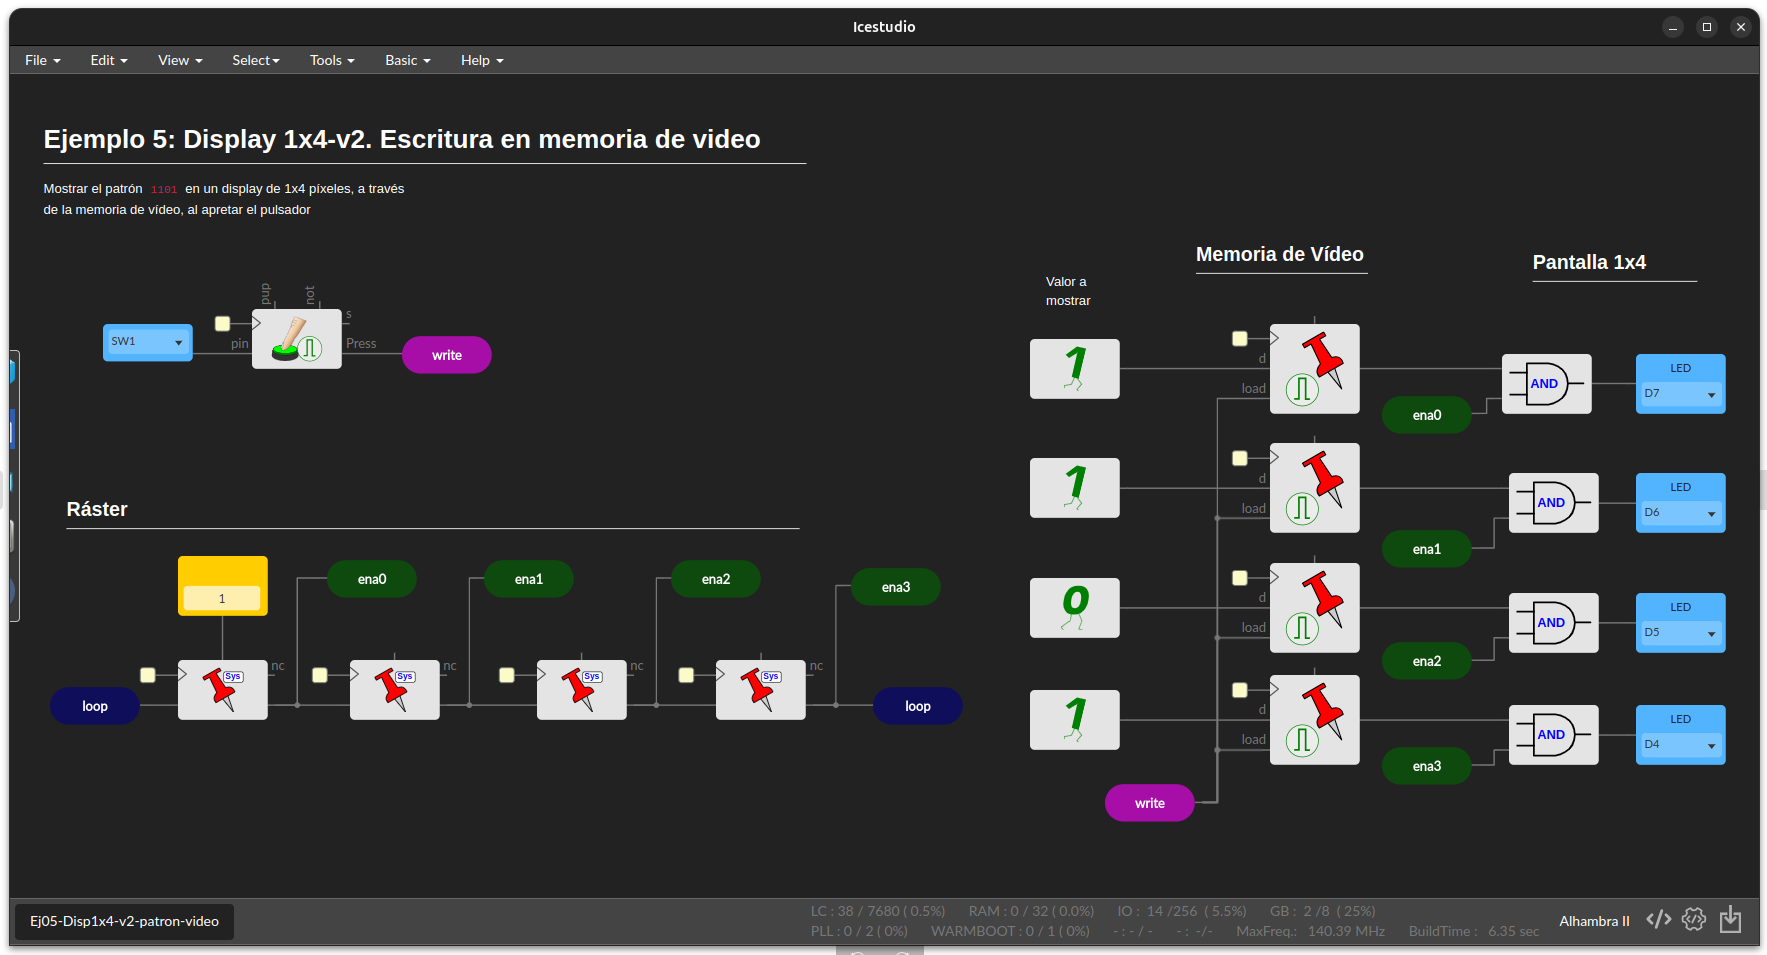 Icestudio
File Edit View Select Tools Basic Help
Ejemplo 5: Display 1x4-v2. Escritura en memoria de video
Mostrar el patrón 1101 en un display de 1x4 píxeles, a través
de la memoria de vídeo, al apretar el pulsador
Memoria de Vídeo
Pantalla 1x4
Valor a
mostrar
pup
not
s
SW1
pin
Press
write
1
d
load
AND
LED
D7
ena0
1
d
load
AND
LED
D6
ena1
Ráster
ena0
ena1
ena2
ena3
1
0
d
load
AND
LED
D5
ena2
nc
nc
nc
nc
Sys
Sys
Sys
Sys
loop
loop
1
d
load
AND
LED
D4
ena3
write
Ej05-Disp1x4-v2-patron-video
LC : 38 / 7680 ( 0.5%) RAM : 0 / 32 ( 0.0%) IO : 14 /256 ( 5.5%) GB : 2 /8 ( 25%)
PLL : 0 / 2 ( 0%) WARMBOOT : 0 / 1 ( 0%) - : - / - - : -/- MaxFreq.: 140.39 MHz BuildTime : 6.35 sec
Alhambra II